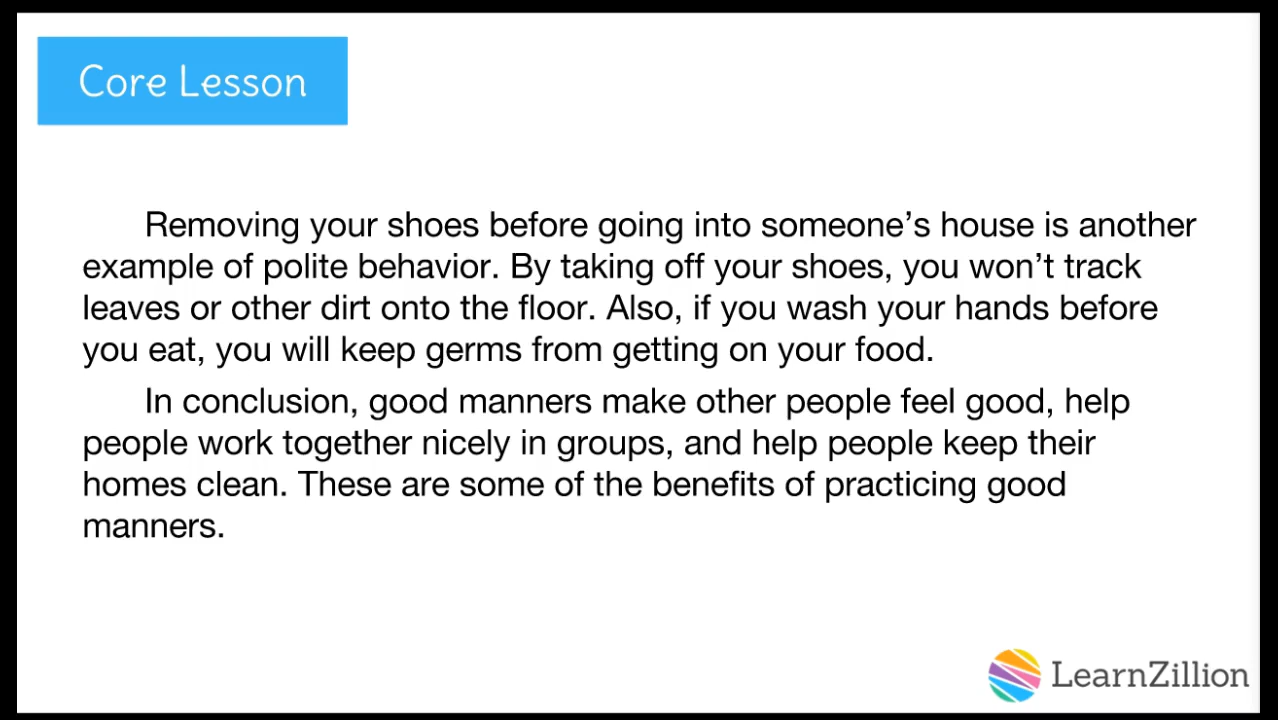 Core Lesson
Removing your shoes before going into someone’s house is another
example of polite behavior. By taking off your shoes, you won’t track
leaves or other dirt onto the floor. Also, if you wash your hands before
you eat, you will keep germs from getting on your food.
In conclusion, good manners make other people feel good, help
people work together nicely in groups, and help people keep their
homes clean. These are some of the benefits of practicing good
manners.
LearnZillion